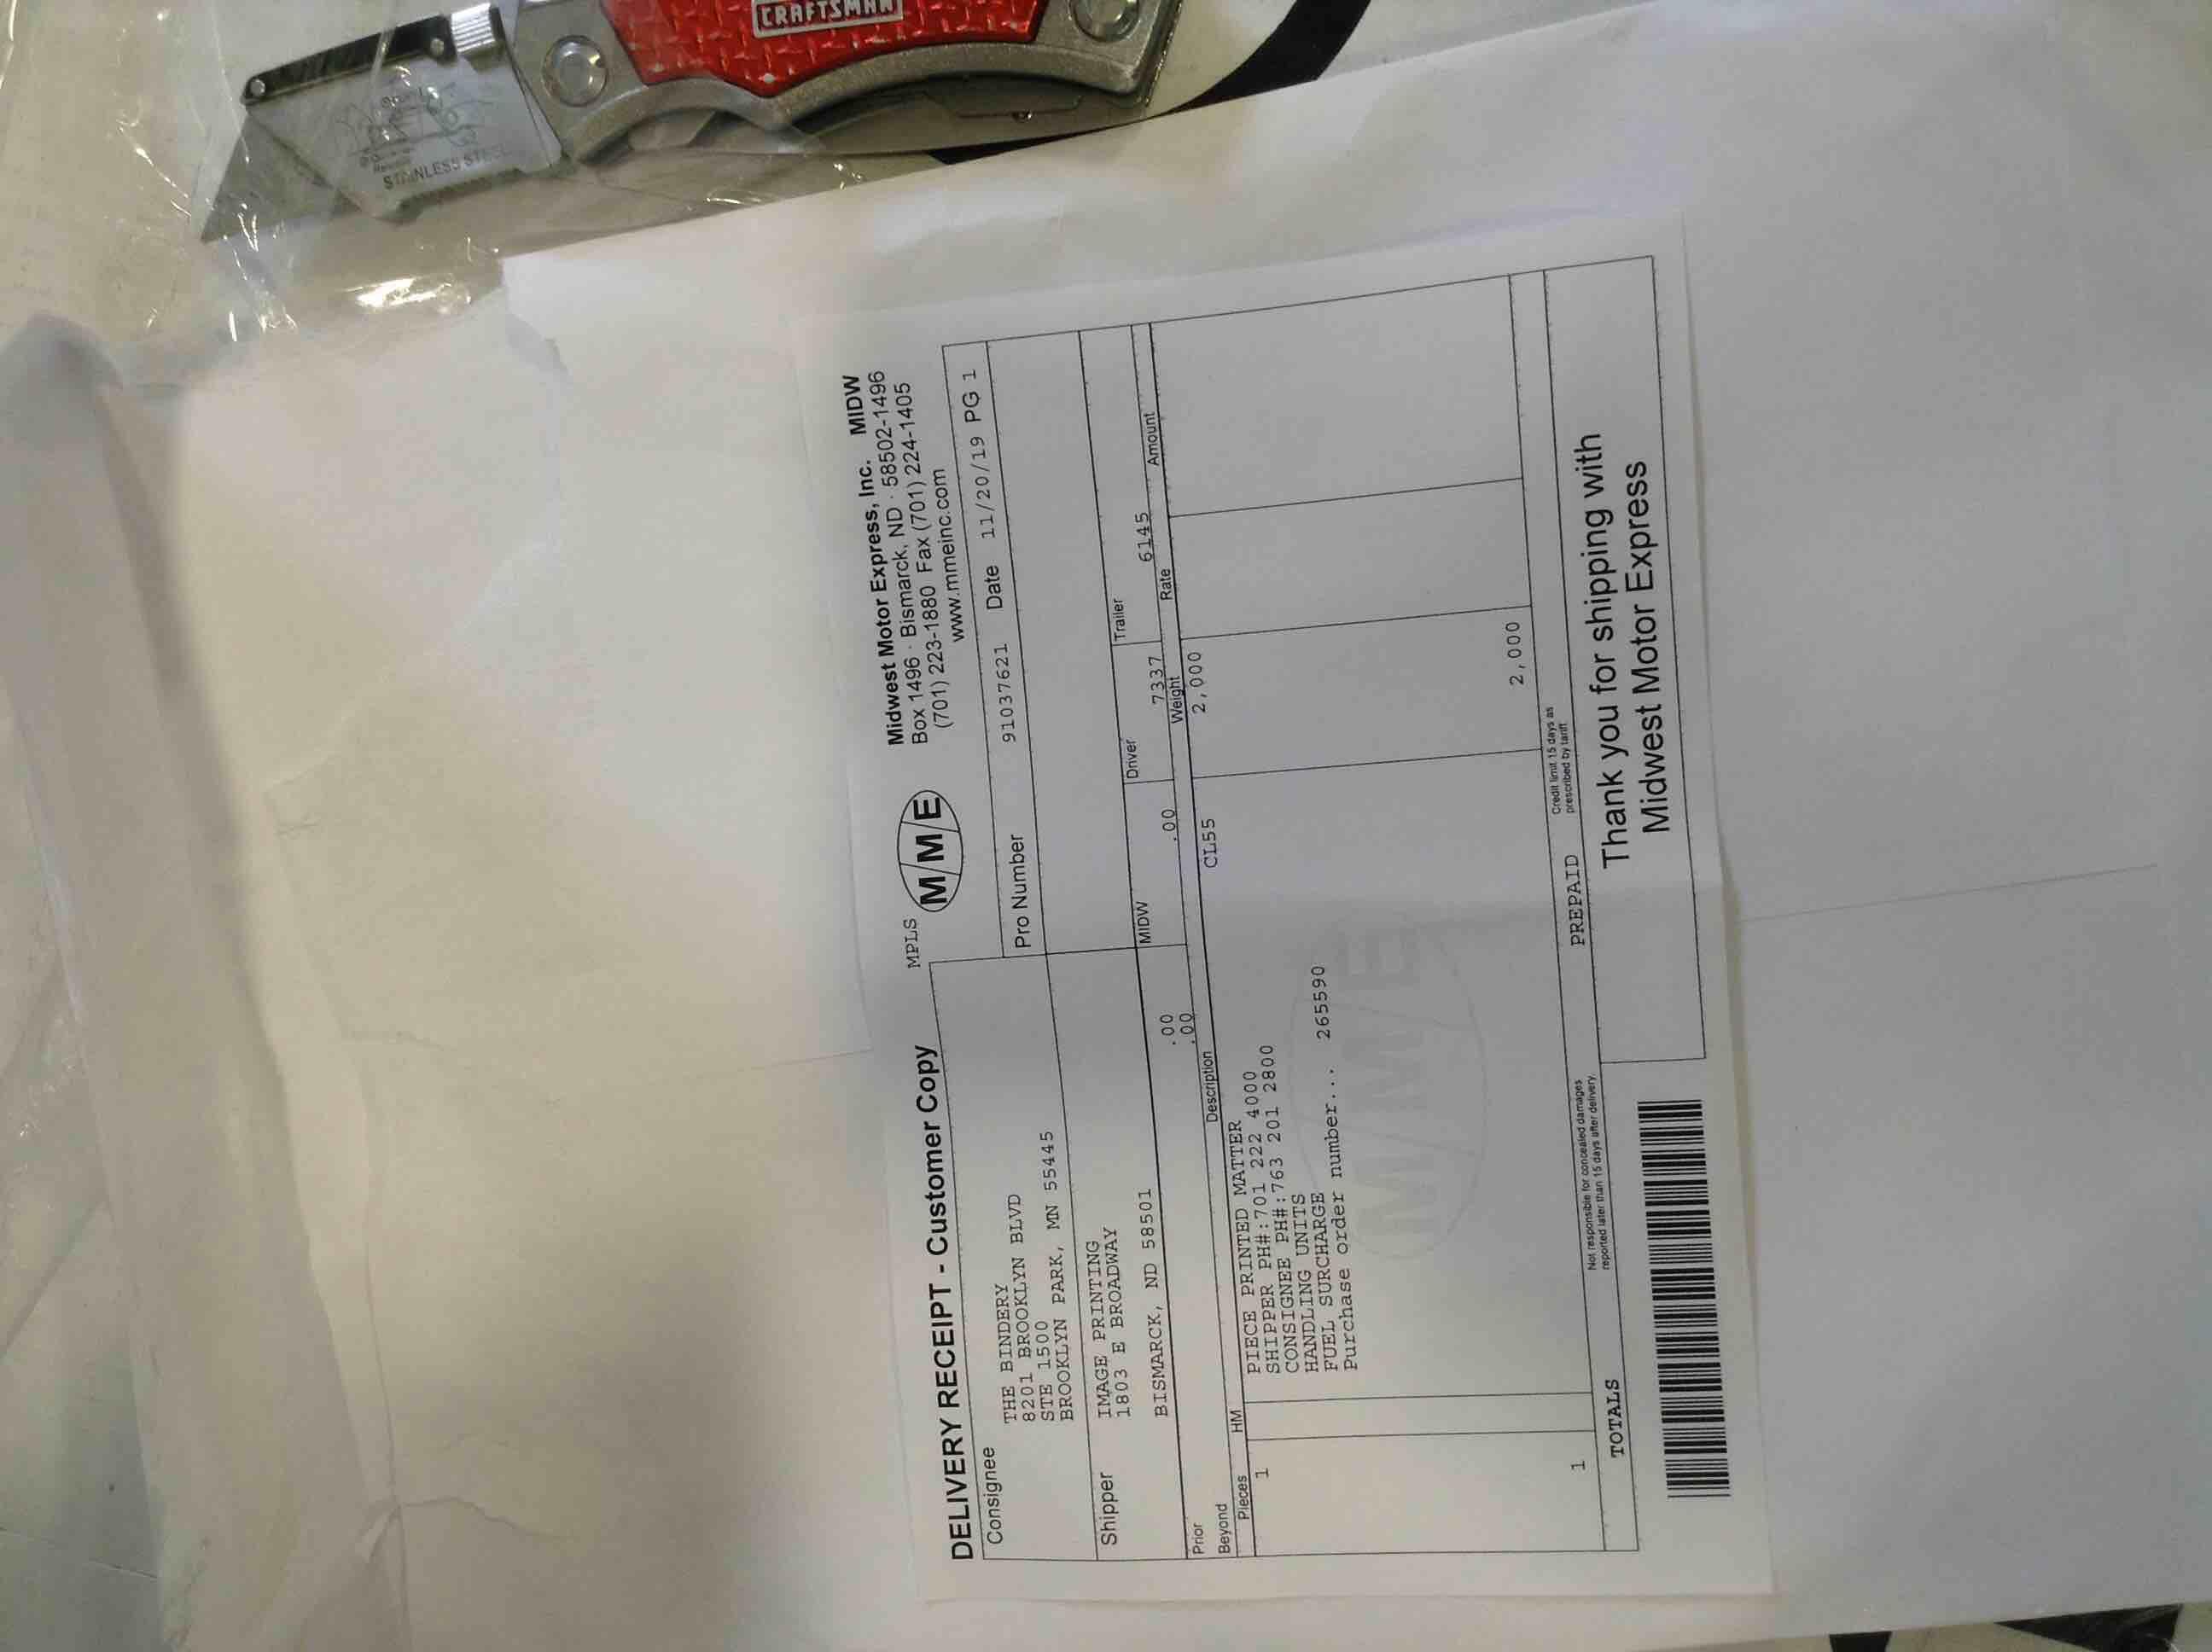 CRAFTSMAN
STAINLESS STEEL
DELIVERY RECEIPT - Customer Copy
MPLS
M/M/E
Midwest Motor Express, Inc. MIDW
Box 1496 · Bismarck, ND · 58502-1496
(701) 223-1880 Fax (701) 224-1405
www.mmeinc.com
Consignee
THE BINDERY
8201 BROOKLYN BLVD
STE 1500
BROOKLYN PARK, MN 55445
Pro Number 91037621 Date 11/20/19 PG 1
Shipper
IMAGE PRINTING
1803 E BROADWAY
BISMARCK, ND 58501
MIDW Driver Trailer
.00 .00 7337 6145
Prior .00
Beyond
Pieces HM Description Weight Rate Amount
1 PIECE PRINTED MATTER CL55 2,000
SHIPPER PH#:701 222 4000
CONSIGNEE PH#:763 201 2800
HANDLING UNITS
FUEL SURCHARGE
Purchase order number... 265590
MME
1 2,000
TOTALS
Not responsible for concealed damages
reported later than 15 days after delivery.
PREPAID
Credit limit 15 days as
prescribed by tariff
Thank you for shipping with
Midwest Motor Express